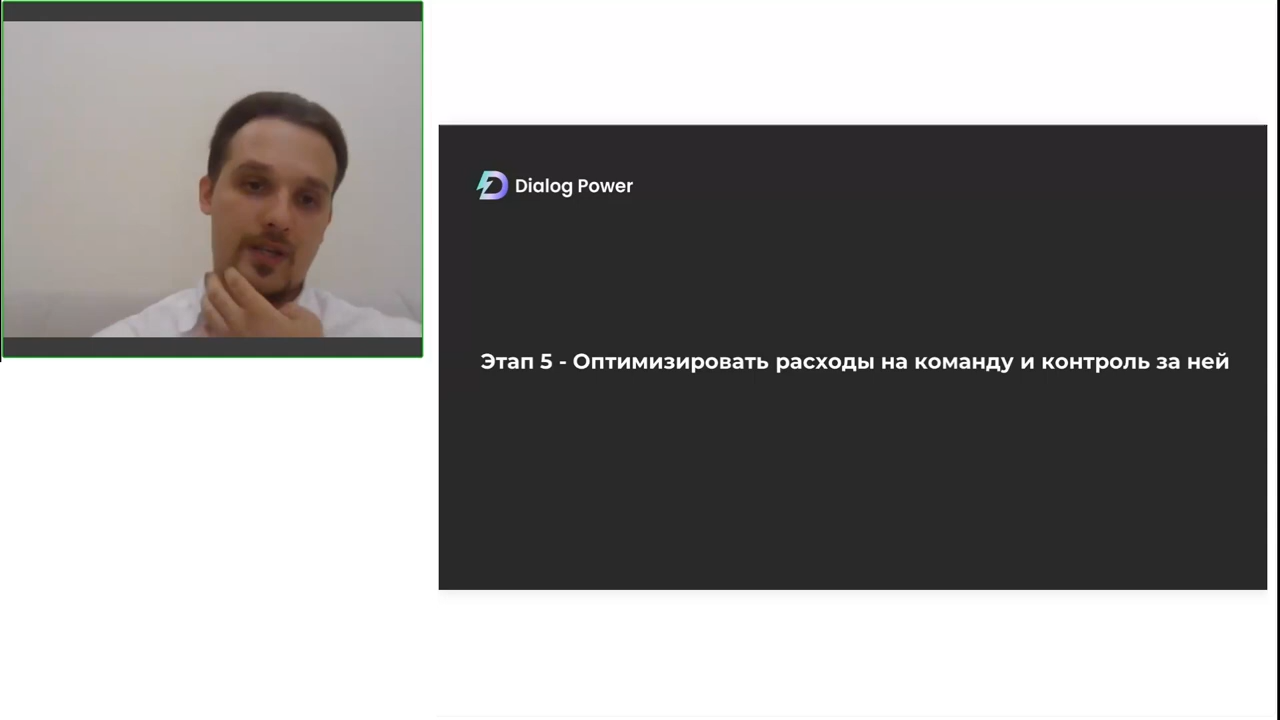 Dialog Power
Этап 5 - Оптимизировать расходы на команду и контроль за ней